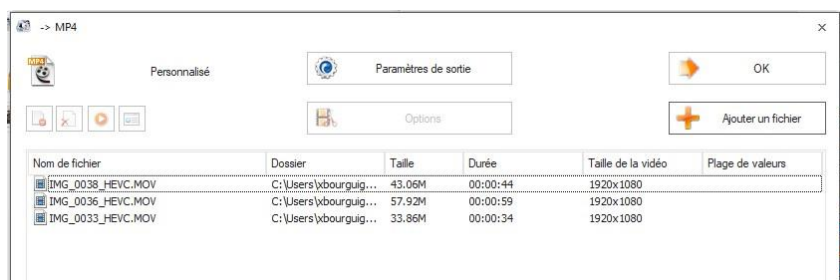 -> MP4
MP4 Personnalisé Paramètres de sortie OK
Options Ajouter un fichier
Nom de fichier Dossier Taille Durée Taille de la vidéo Plage de valeurs
IMG_0038_HEVC.MOV C:\Users\xbourguig... 43.06M 00:00:44 1920x1080
IMG_0036_HEVC.MOV C:\Users\xbourguig... 57.92M 00:00:59 1920x1080
IMG_0033_HEVC.MOV C:\Users\xbourguig... 33.86M 00:00:34 1920x1080